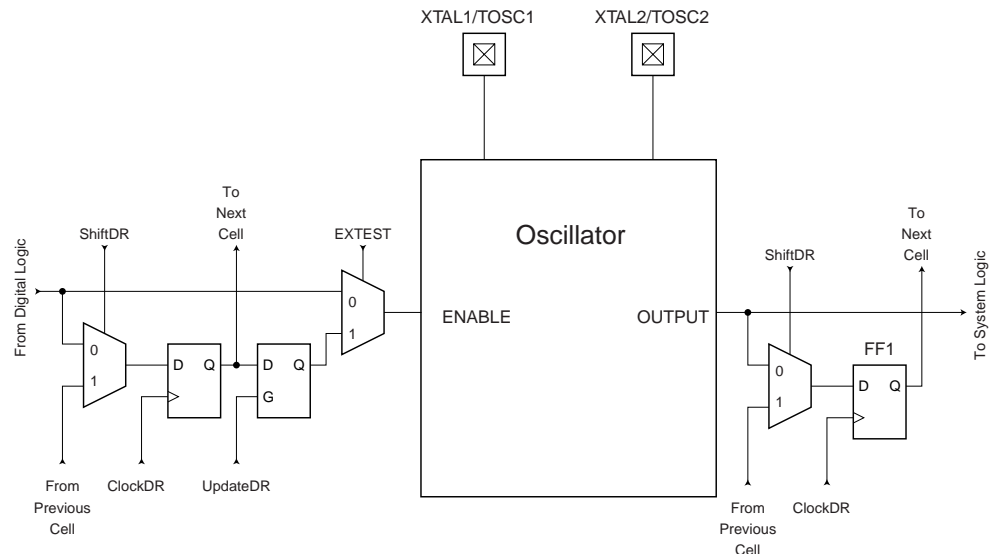 XTAL1/TOSC1
XTAL2/TOSC2
To
Next
Cell
ShiftDR
EXTEST
From Digital Logic
0
1
0
1
D Q
D Q
G
From
Previous
Cell
ClockDR
UpdateDR
Oscillator
ENABLE
OUTPUT
To
Next
Cell
ShiftDR
To System Logic
FF1
0
1
D Q
From
Previous
Cell
ClockDR